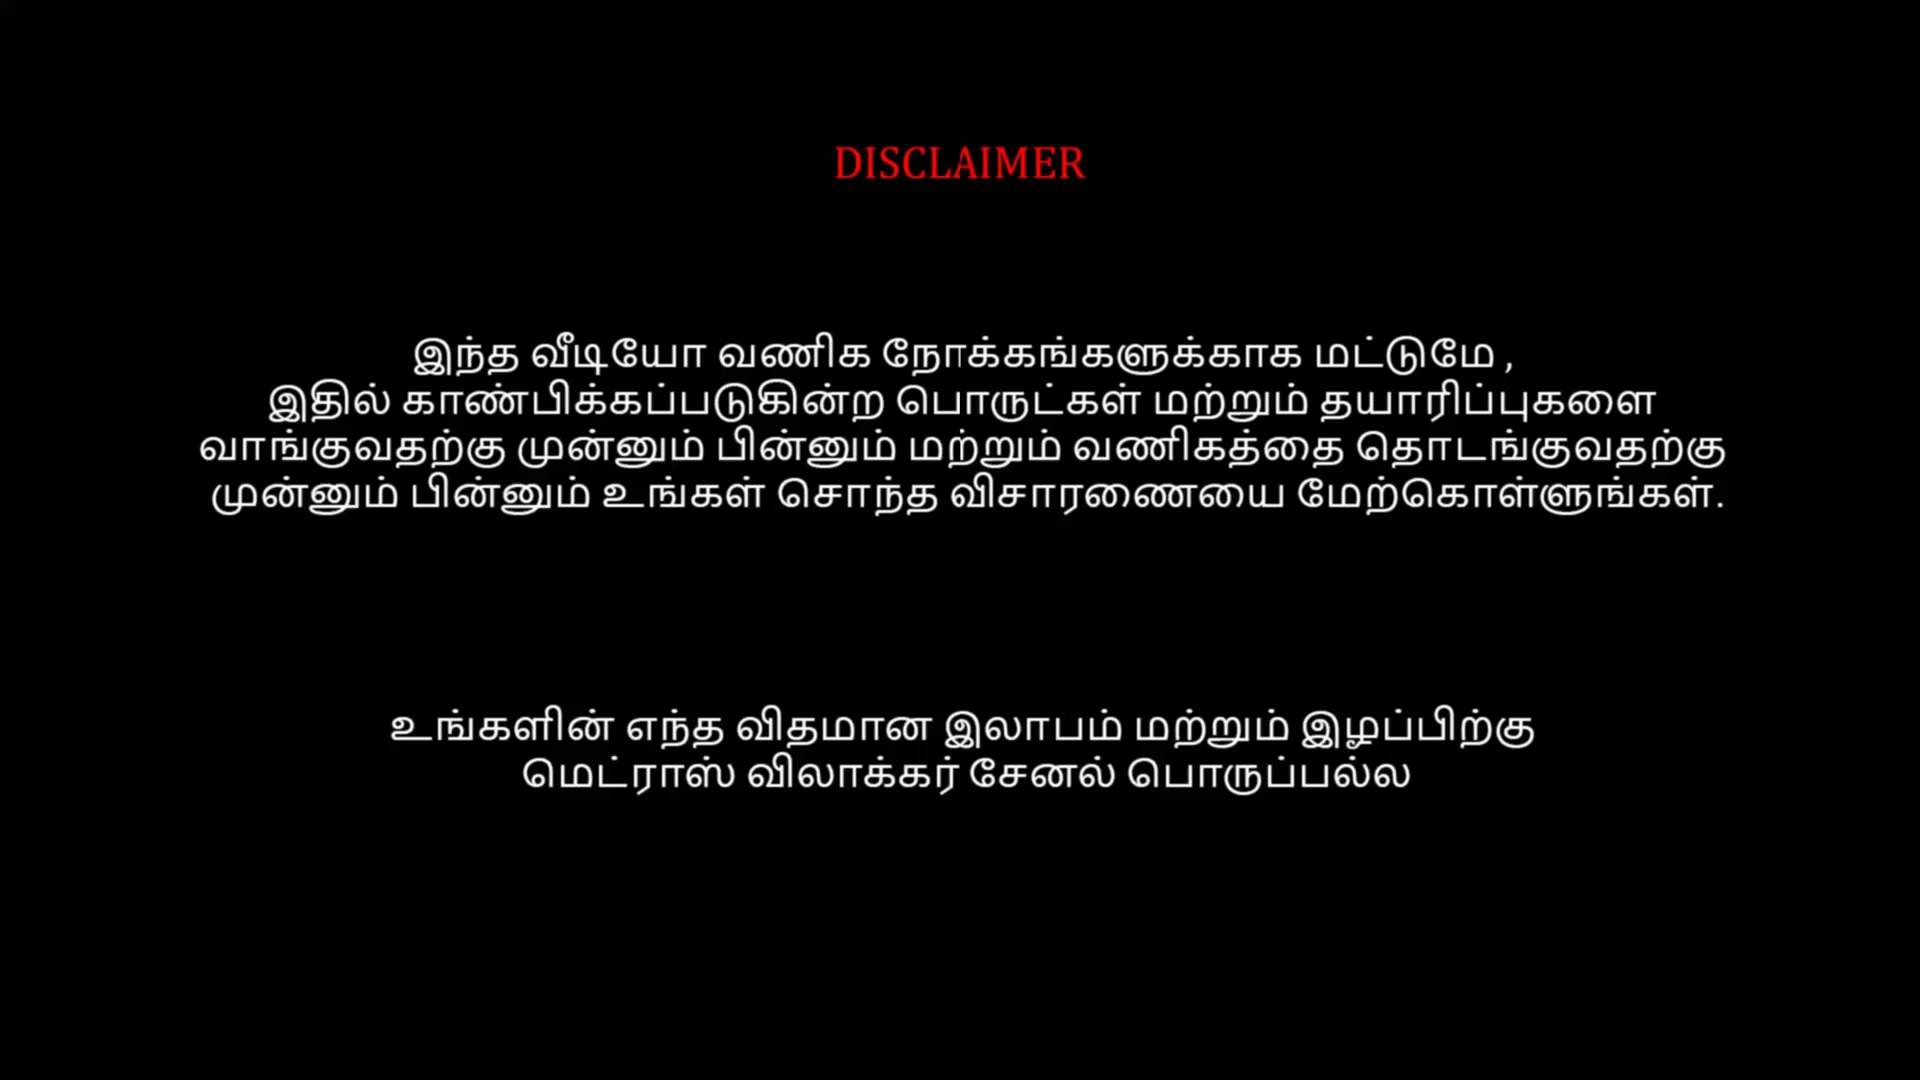 DISCLAIMER
இந்த வீடியோ வணிக நோக்கங்களுக்காக மட்டுமே ,
இதில் காண்பிக்கப்படுகின்ற பொருட்கள் மற்றும் தயாரிப்புகளை
வாங்குவதற்கு முன்னும் பின்னும் மற்றும் வணிகத்தை தொடங்குவதற்கு
முன்னும் பின்னும் உங்கள் சொந்த விசாரணையை மேற்கொள்ளுங்கள்.
உங்களின் எந்த விதமான இலாபம் மற்றும் இழப்பிற்கு
மெட்ராஸ் விலாக்கர் சேனல் பொருப்பல்ல